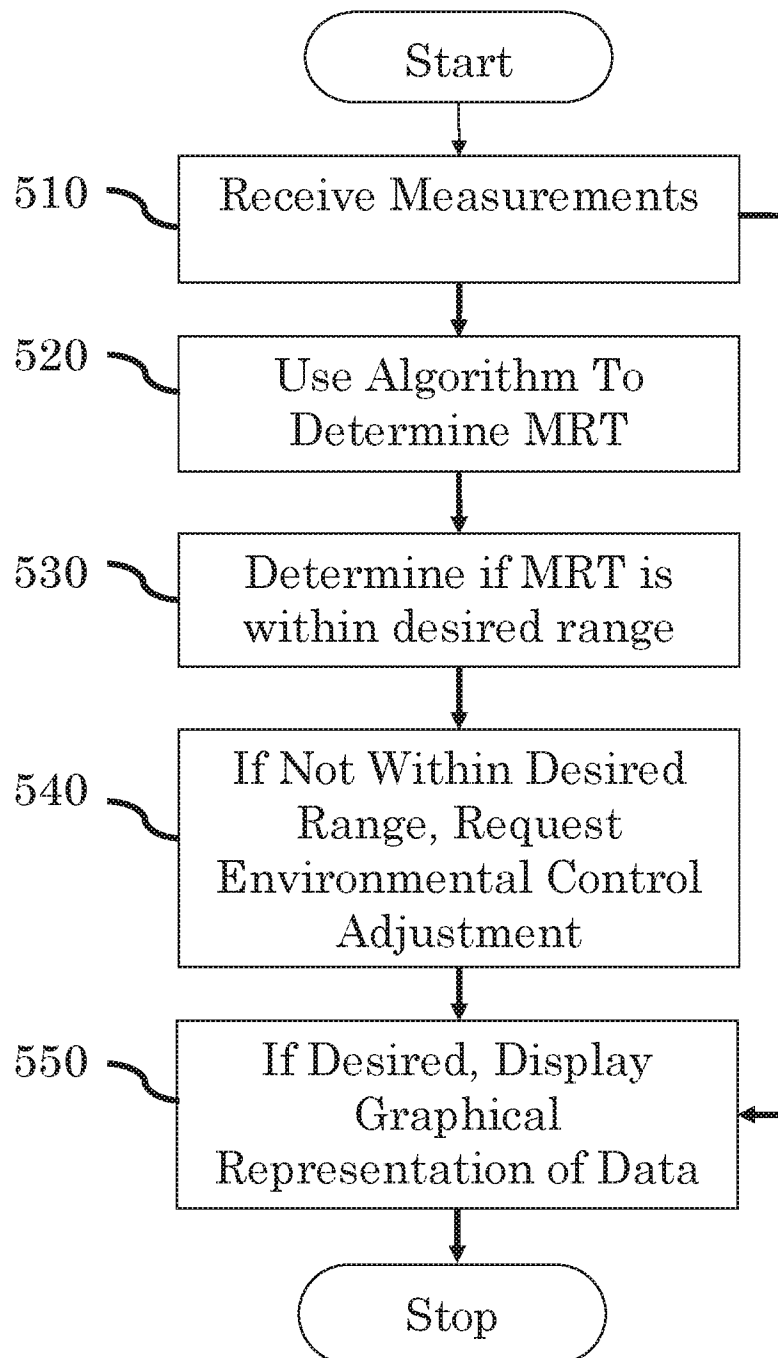 Start
510
Receive Measurements
520
Use Algorithm To
Determine MRT
530
Determine if MRT is
within desired range
540
If Not Within Desired
Range, Request
Environmental Control
Adjustment
550
If Desired, Display
Graphical
Representation of Data
Stop